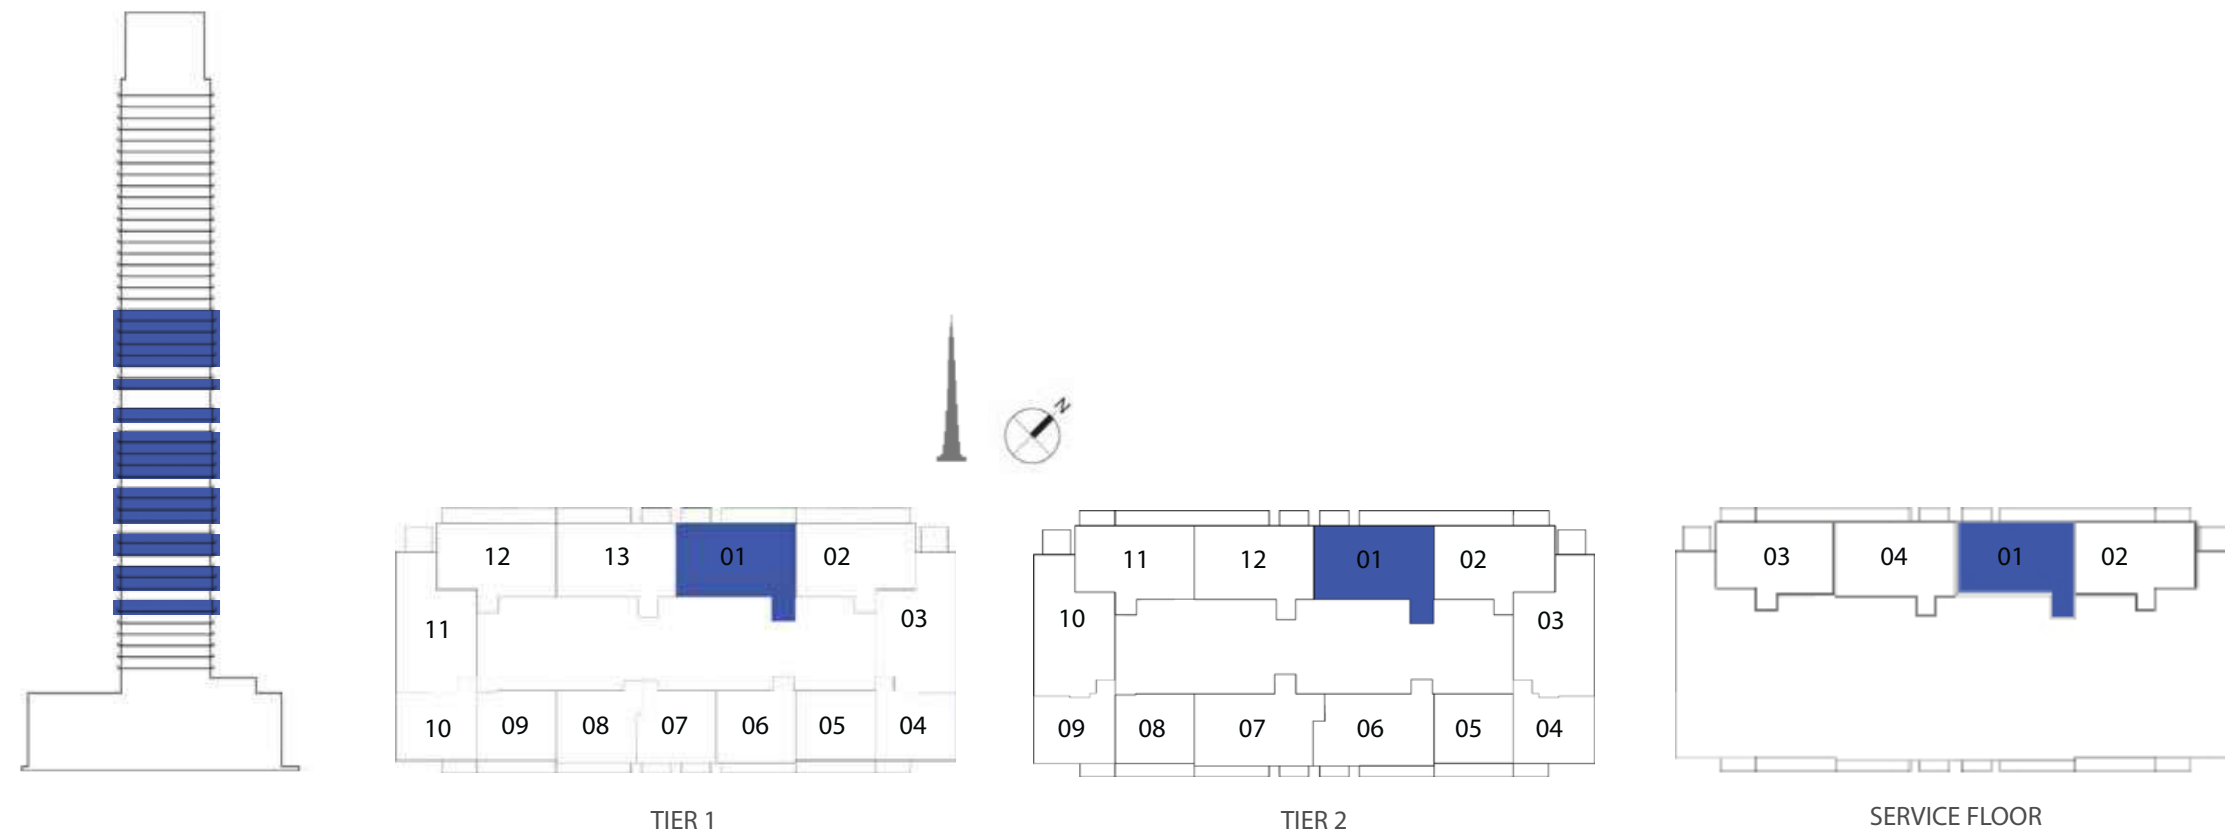 N
12 13 01 02
11 03
10 09 08 07 06 05 04
TIER 1
11 12 01 02
10 03
09 08 07 06 05 04
TIER 2
03 04 01 02
SERVICE FLOOR